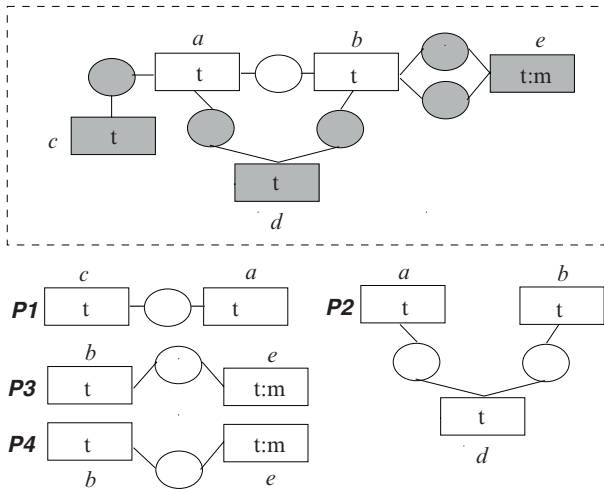 a b e
t t t:m
c t
t
d
c a
P1 t t
a b
P2 t t
t
d
b e
P3 t t:m
P4 t t:m
b e